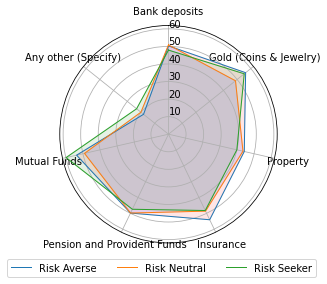 Bank deposits
60
50
Any other (Specify)
Gold (Coins & Jewelry)
40
30
20
10
Mutual Funds
Property
Pension and Provident Funds
Insurance
Risk Averse
Risk Neutral
Risk Seeker